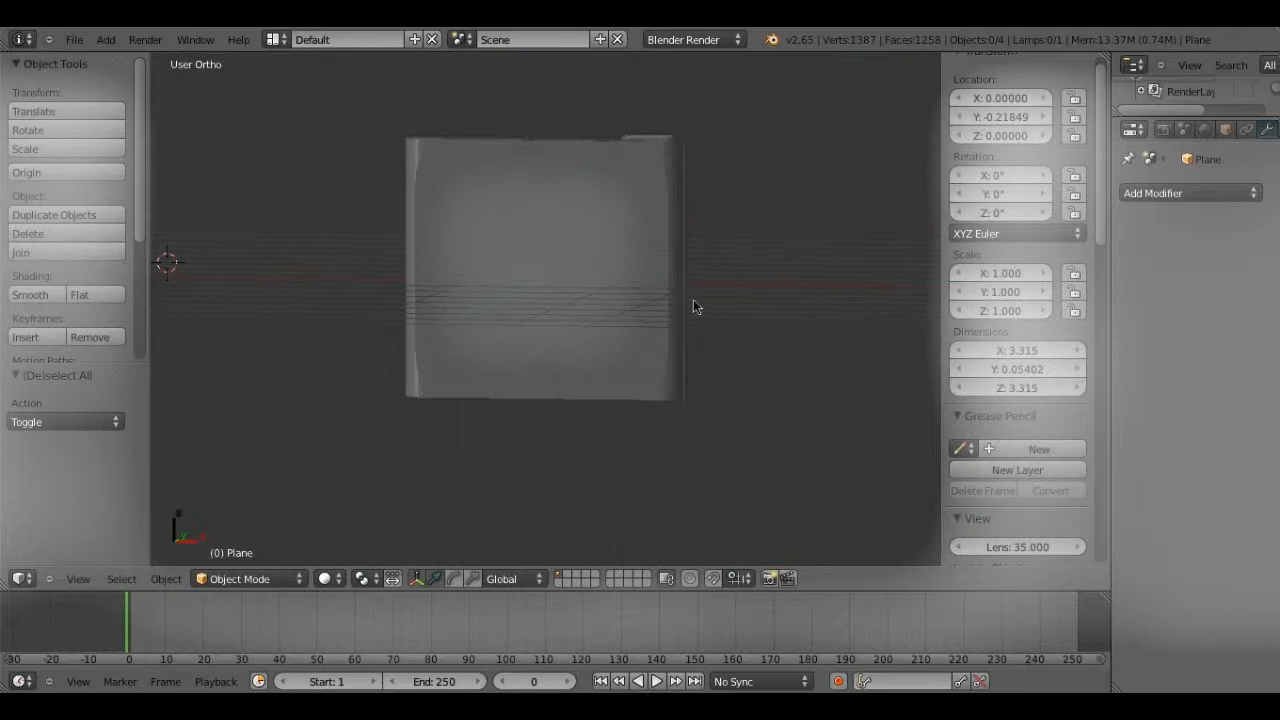 File Add Render Window Help Default Scene Blender Render v2.65 | Verts:1387 | Faces:1258 | Objects:0/4 | Lamps:0/1 | Mem:13.37M (0.74M) | Plane
Object Tools
Transform:
Translate
Rotate
Scale
Origin
Object:
Duplicate Objects
Delete
Join
Shading:
Smooth Flat
Keyframes:
Insert Remove
Motion Paths:
(De)select All
Action
Toggle
User Ortho
(0) Plane
Transform
Location:
X: 0.00000
Y: -0.21849
Z: 0.00000
Rotation:
X: 0°
Y: 0°
Z: 0°
XYZ Euler
Scale:
X: 1.000
Y: 1.000
Z: 1.000
Dimensions
X: 3.315
Y: 0.05402
Z: 3.315
Grease Pencil
New
New Layer
Delete Frame Convert
View
Lens: 35.000
View Search All
RenderLay
Plane
Add Modifier
View Select Object Object Mode Global
-30 -20 -10 0 10 20 30 40 50 60 70 80 90 100 110 120 130 140 150 160 170 180 190 200 210 220 230 240 250
View Marker Frame Playback Start: 1 End: 250 0 No Sync